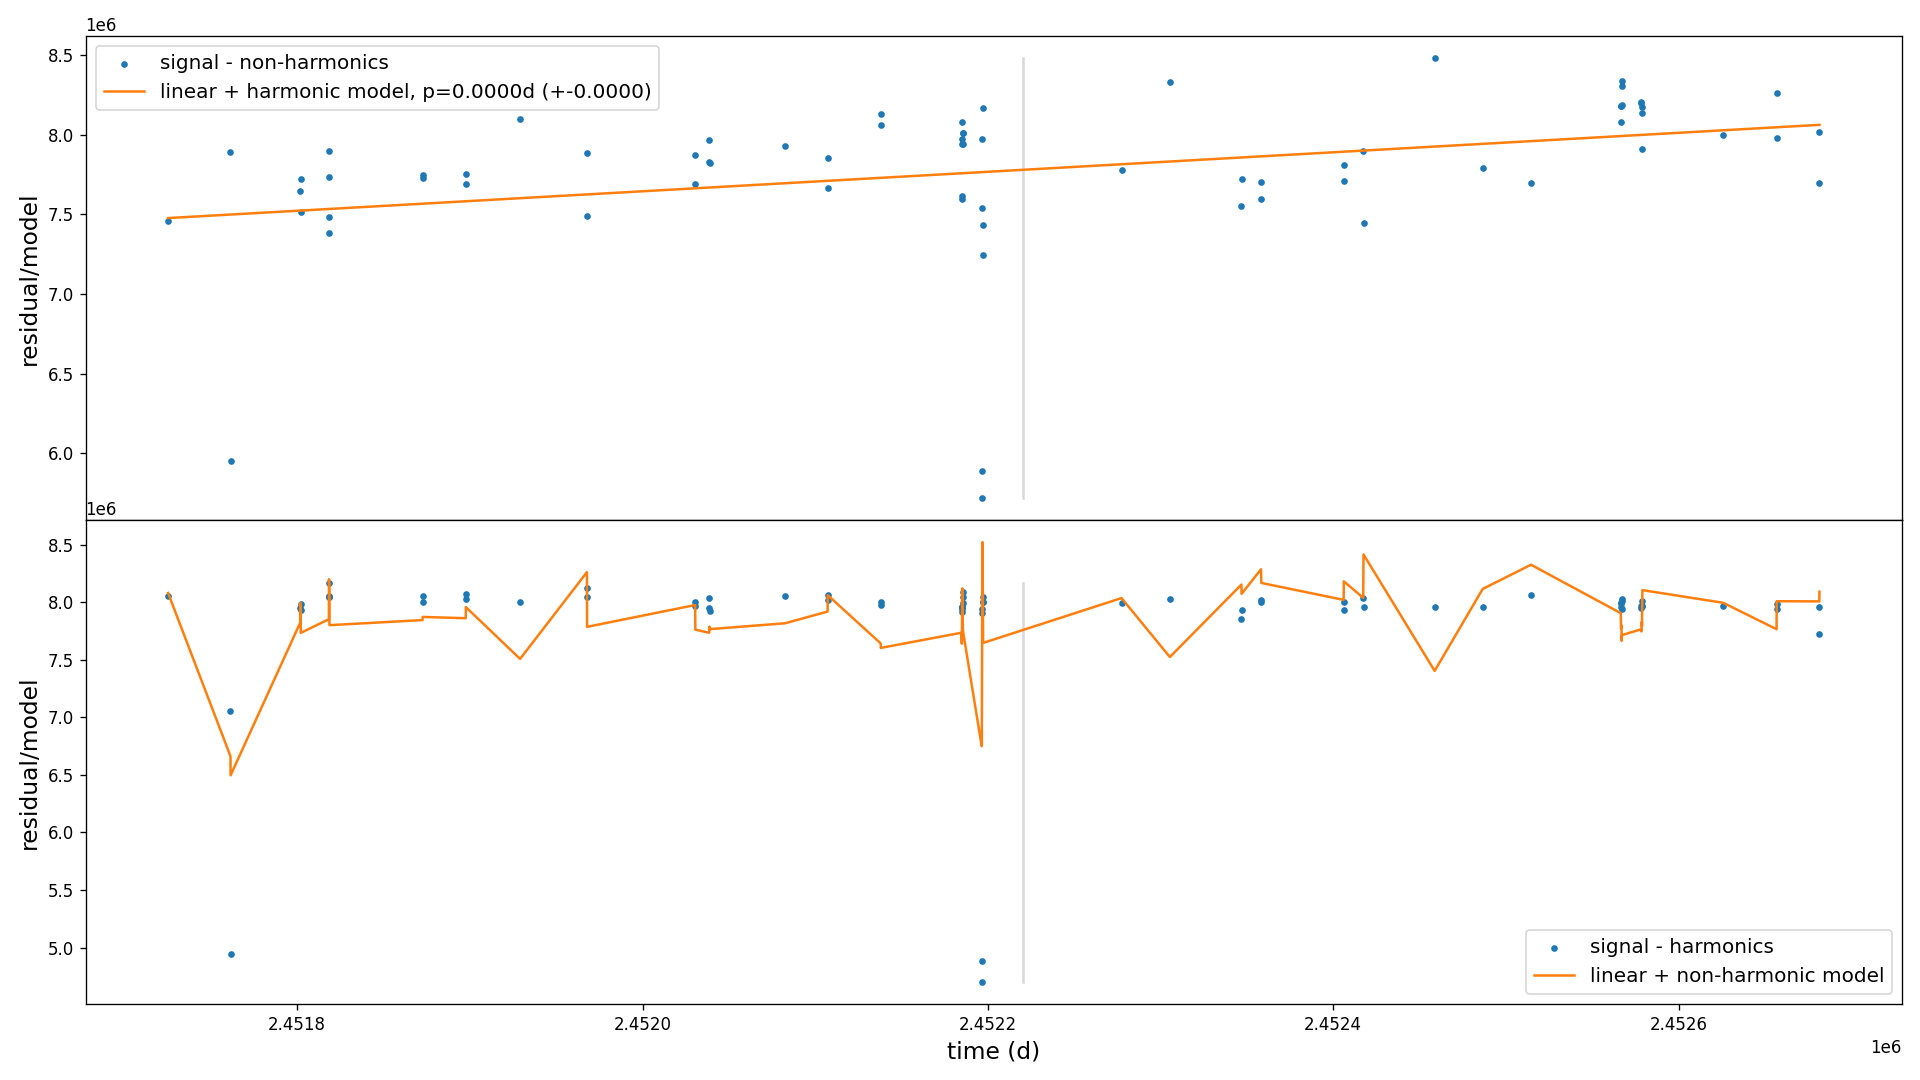 1e6
8.5
8.0
7.5
7.0
6.5
6.0
residual/model
signal - non-harmonics
linear + harmonic model, p=0.0000d (+-0.0000)
1e6
8.5
8.0
7.5
7.0
6.5
6.0
5.5
5.0
residual/model
signal - harmonics
linear + non-harmonic model
2.4518
2.4520
2.4522
2.4524
2.4526
time (d)
1e6